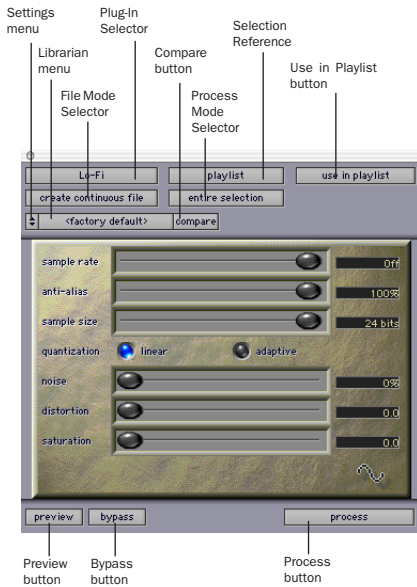 Settings
menu
Plug-In
Selector
Selection
Reference
Librarian
menu
Compare
button
Use in Playlist
button
File Mode
Selector
Process
Mode
Selector
Lo-Fi
playlist
use in playlist
create continuous file
entire selection
<factory default>
compare
sample rate
Off
anti-alias
100%
sample size
24 bits
quantization
linear
adaptive
noise
0%
distortion
0.0
saturation
0.0
preview
bypass
process
Preview
button
Bypass
button
Process
button